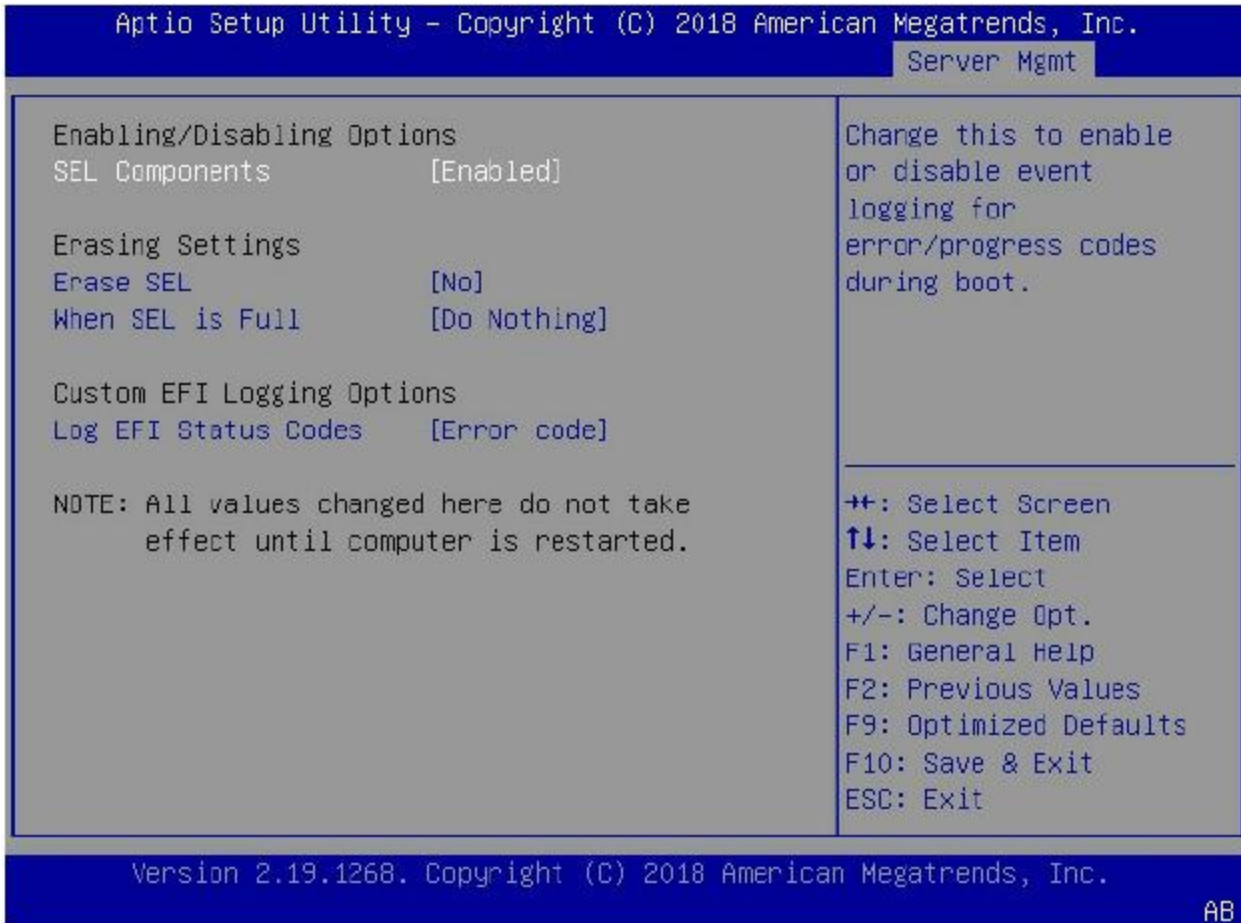 Aptio Setup Utility – Copyright (C) 2018 American Megatrends, Inc.
Server Mgmt
Enabling/Disabling Options
SEL Components [Enabled]
Erasing Settings
Erase SEL [No]
When SEL is Full [Do Nothing]
Custom EFI Logging Options
Log EFI Status Codes [Error code]
NOTE: All values changed here do not take
effect until computer is restarted.
Change this to enable
or disable event
logging for
error/progress codes
during boot.
→←: Select Screen
↑↓: Select Item
Enter: Select
+/-: Change Opt.
F1: General Help
F2: Previous Values
F9: Optimized Defaults
F10: Save & Exit
ESC: Exit
Version 2.19.1268. Copyright (C) 2018 American Megatrends, Inc.
AB